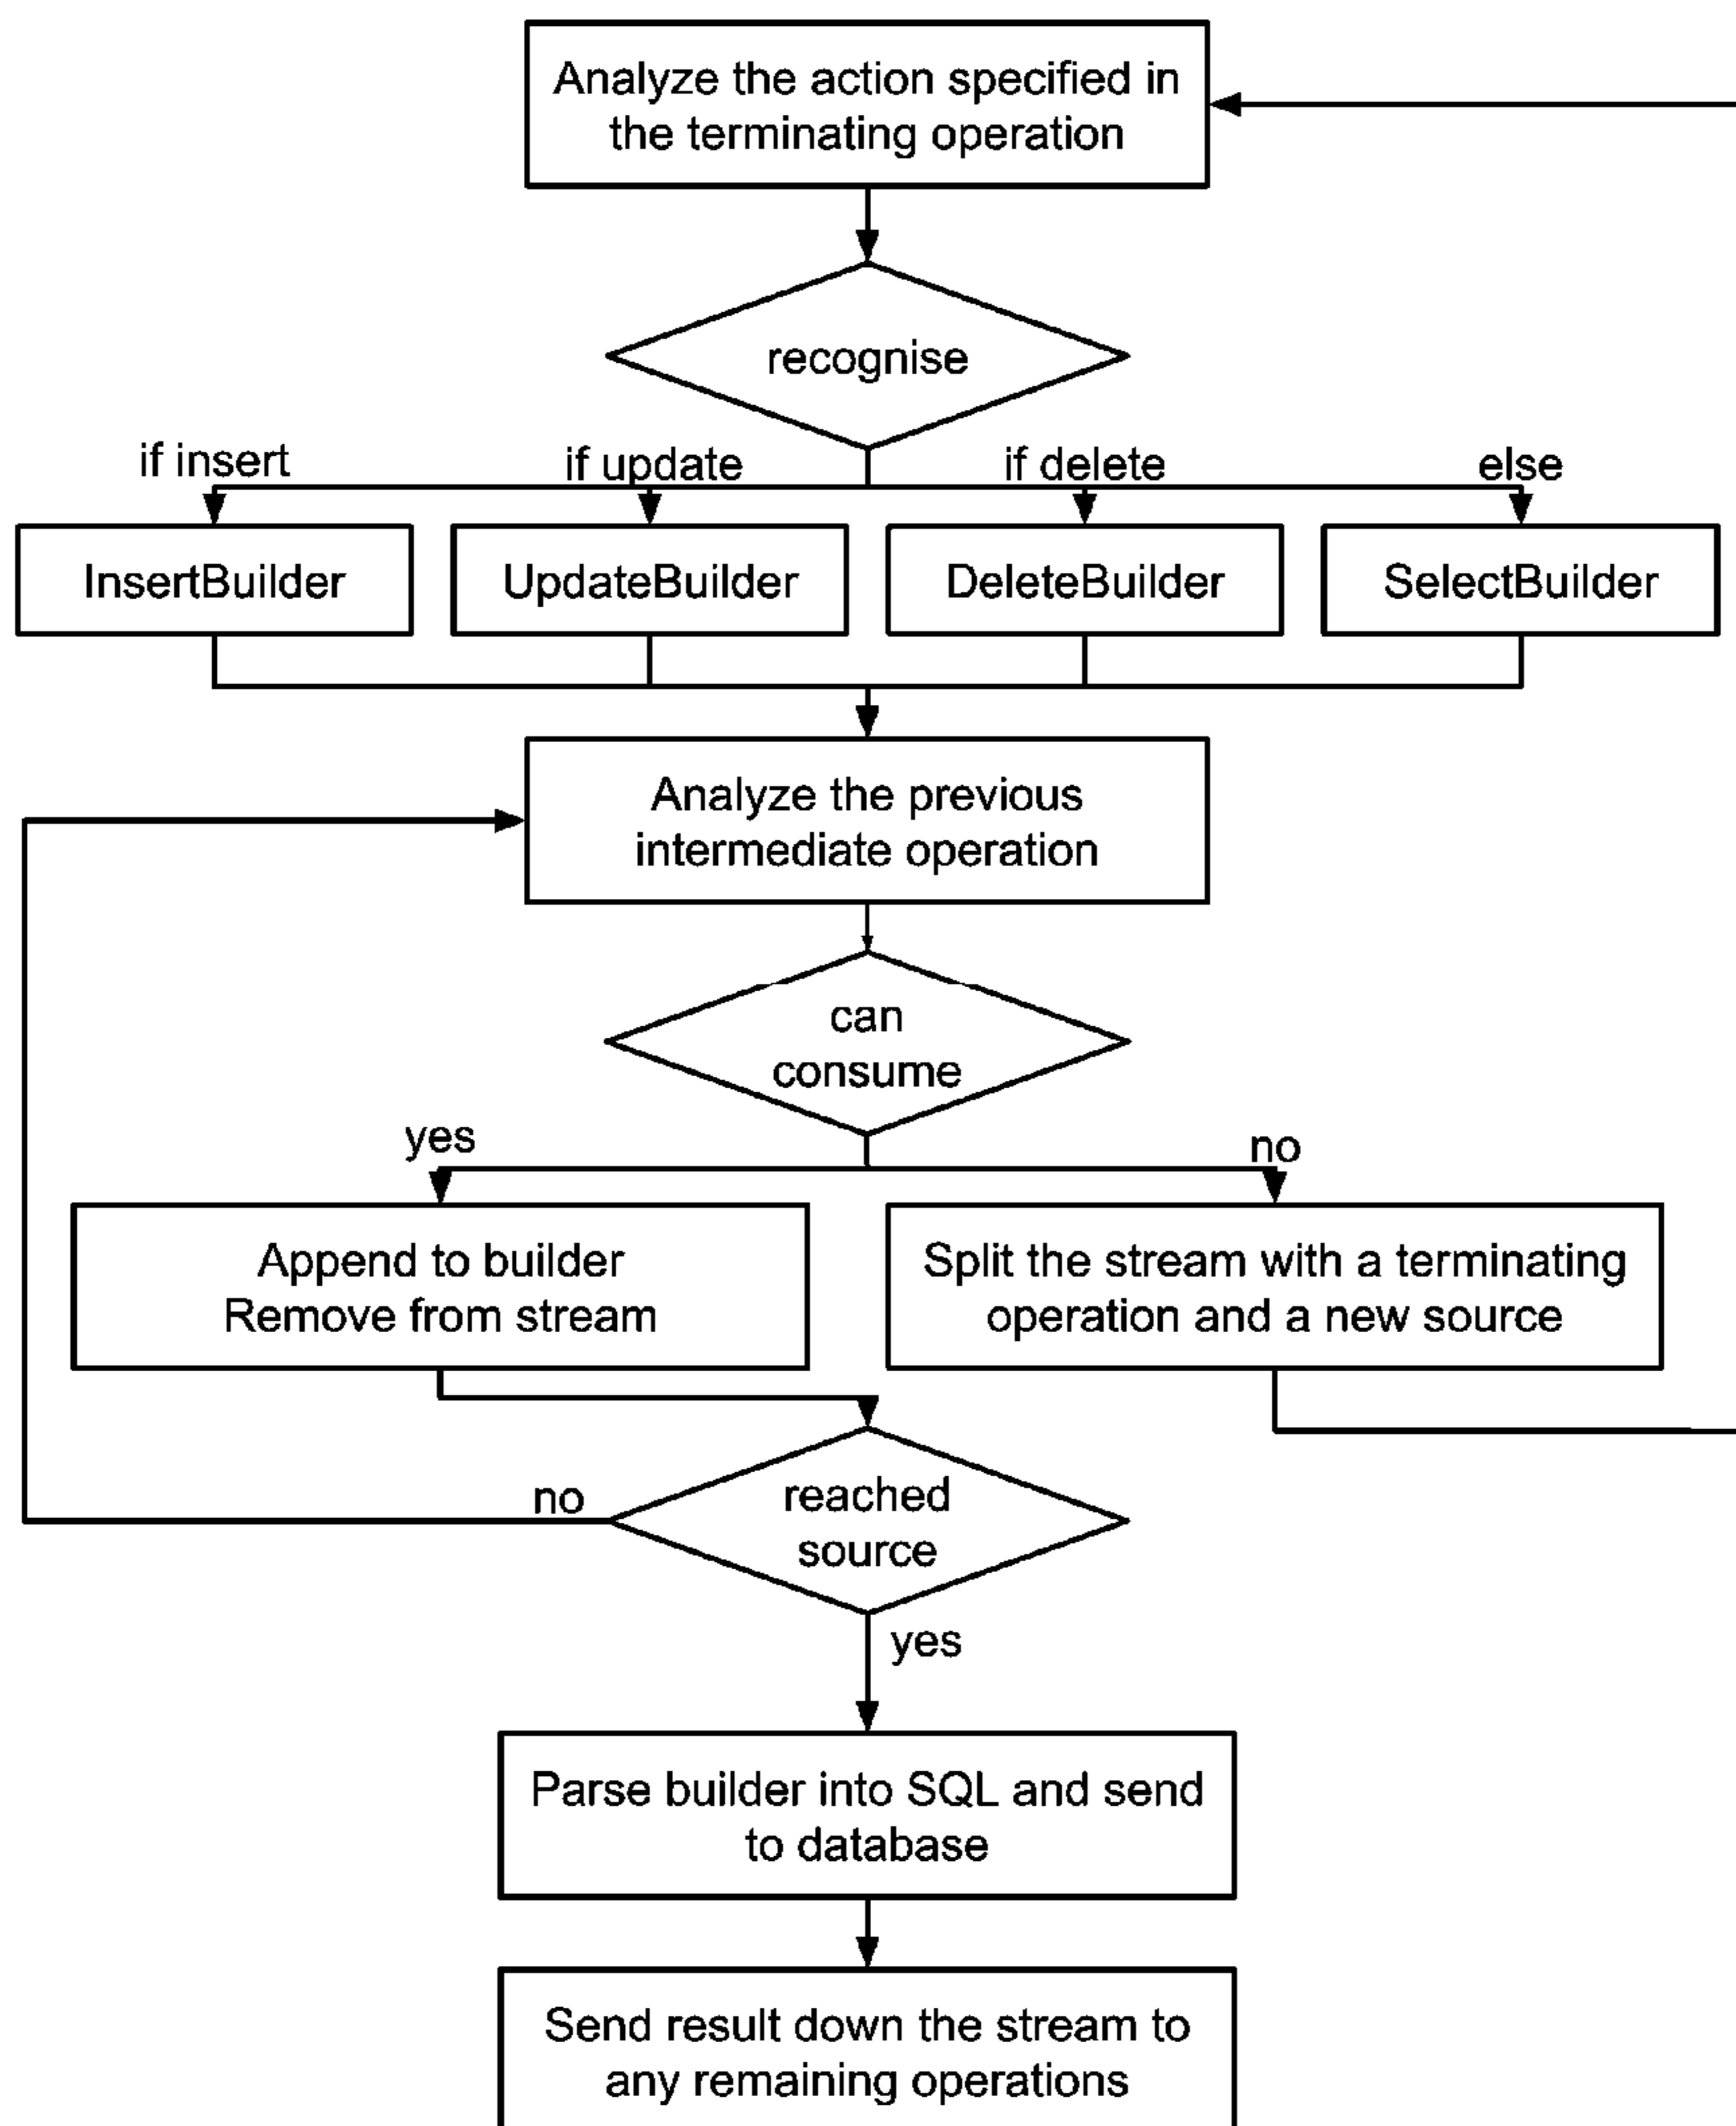 Analyze the action specified in
the terminating operation
recognise
if insert
if update
if delete
else
InsertBuilder
UpdateBuilder
DeleteBuilder
SelectBuilder
Analyze the previous
intermediate operation
can
consume
yes
no
Append to builder
Remove from stream
Split the stream with a terminating
operation and a new source
no
reached
source
yes
Parse builder into SQL and send
to database
Send result down the stream to
any remaining operations